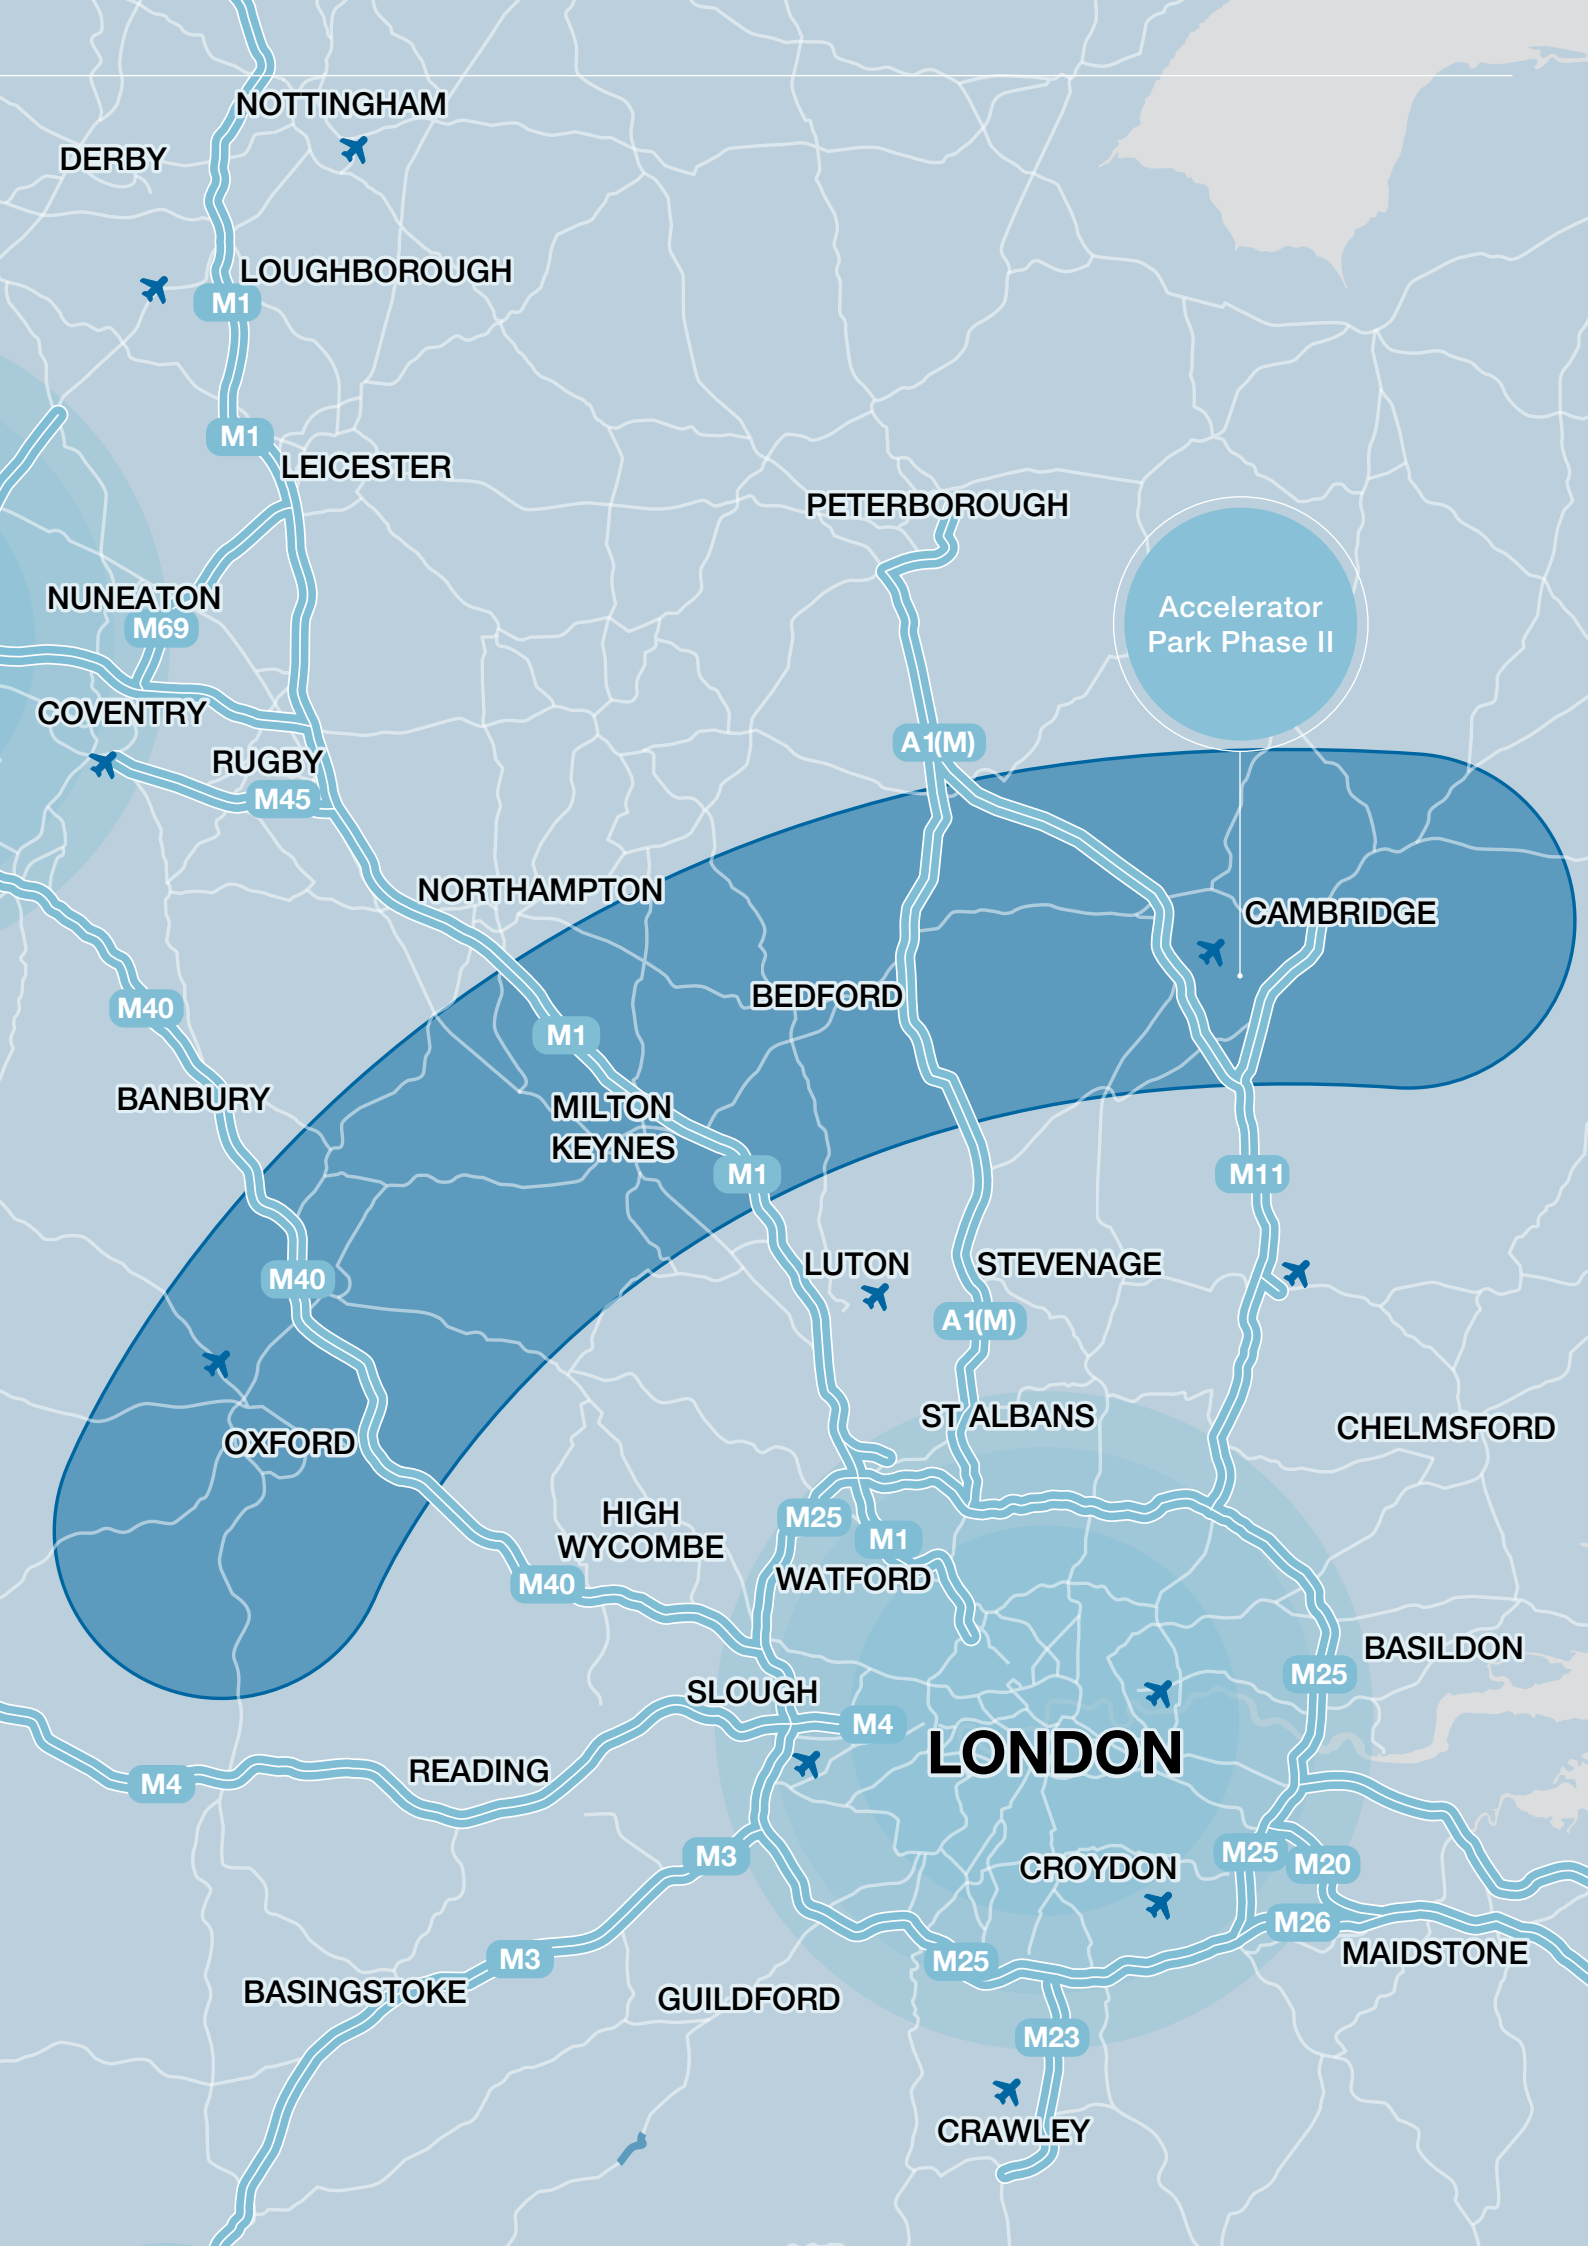 NOTTINGHAM
DERBY
LOUGHBOROUGH
M1
M1
LEICESTER
PETERBOROUGH
NUNEATON
M69
Accelerator
Park Phase II
COVENTRY
A1(M)
RUGBY
M45
NORTHAMPTON
CAMBRIDGE
BEDFORD
M40
M1
BANBURY
MILTON
KEYNES
M1
M11
LUTON
STEVENAGE
M40
A1(M)
ST ALBANS
CHELMSFORD
OXFORD
HIGH
WYCOMBE
M25
M1
WATFORD
M40
BASILDON
M25
SLOUGH
M4
LONDON
READING
M4
M3
M25
M20
CROYDON
M26
MAIDSTONE
M3
M25
BASINGSTOKE
GUILDFORD
M23
CRAWLEY